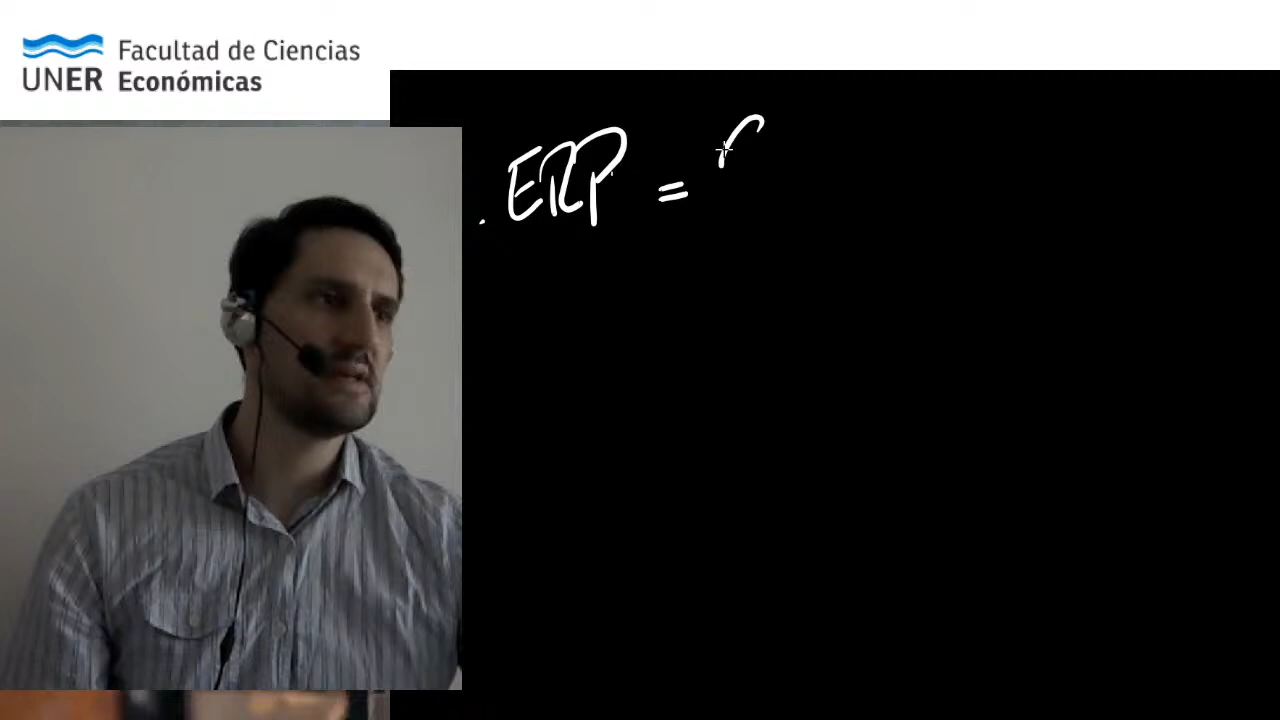 Facultad de Ciencias
UNER Económicas
. ERP =